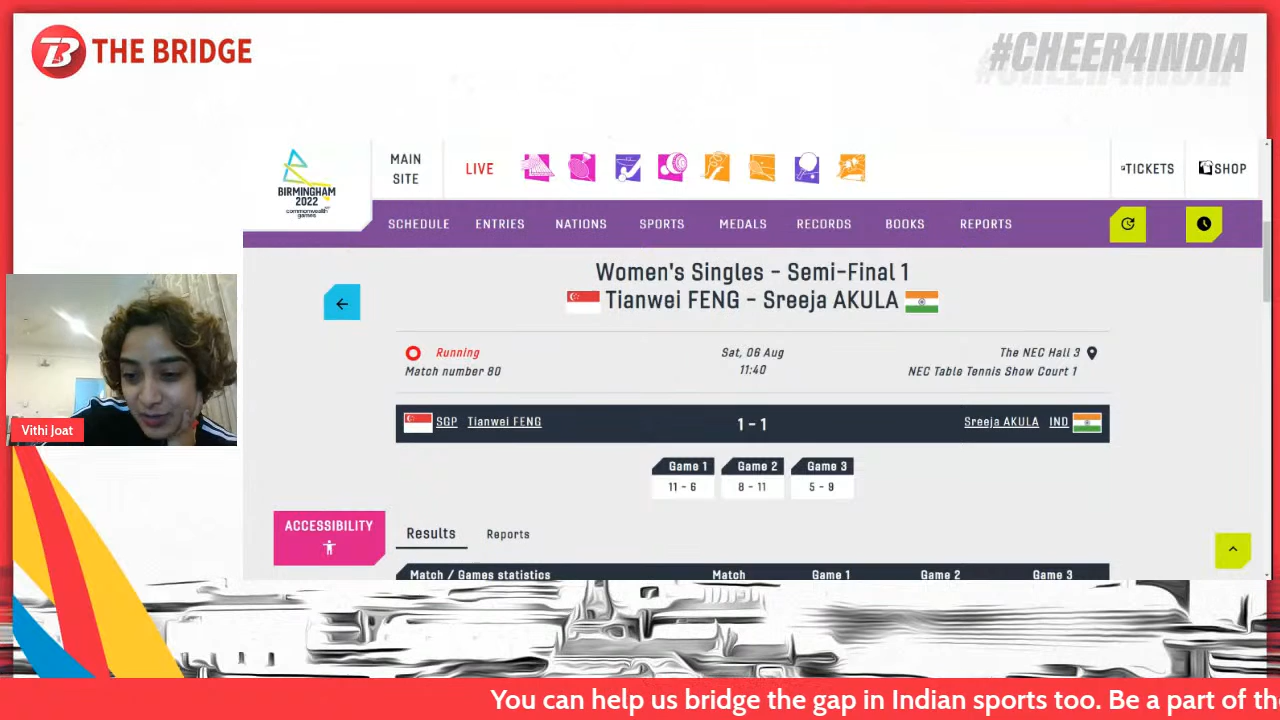 THE BRIDGE
#CHEER4INDIA
BIRMINGHAM
2022
commonwealth
games
MAIN
SITE
LIVE
TICKETS
SHOP
SCHEDULE
ENTRIES
NATIONS
SPORTS
MEDALS
RECORDS
BOOKS
REPORTS
Women's Singles - Semi-Final 1
Tianwei FENG - Sreeja AKULA
Running
Match number 80
Sat, 06 Aug
11:40
The NEC Hall 3
NEC Table Tennis Show Court 1
SGP Tianwei FENG
1 - 1
Sreeja AKULA IND
Game 1
Game 2
Game 3
11 - 6
8 - 11
5 - 9
Vithi Joat
ACCESSIBILITY
Results
Reports
Match / Games statistics
Match
Game 1
Game 2
Game 3
You can help us bridge the gap in Indian sports too. Be a part of th